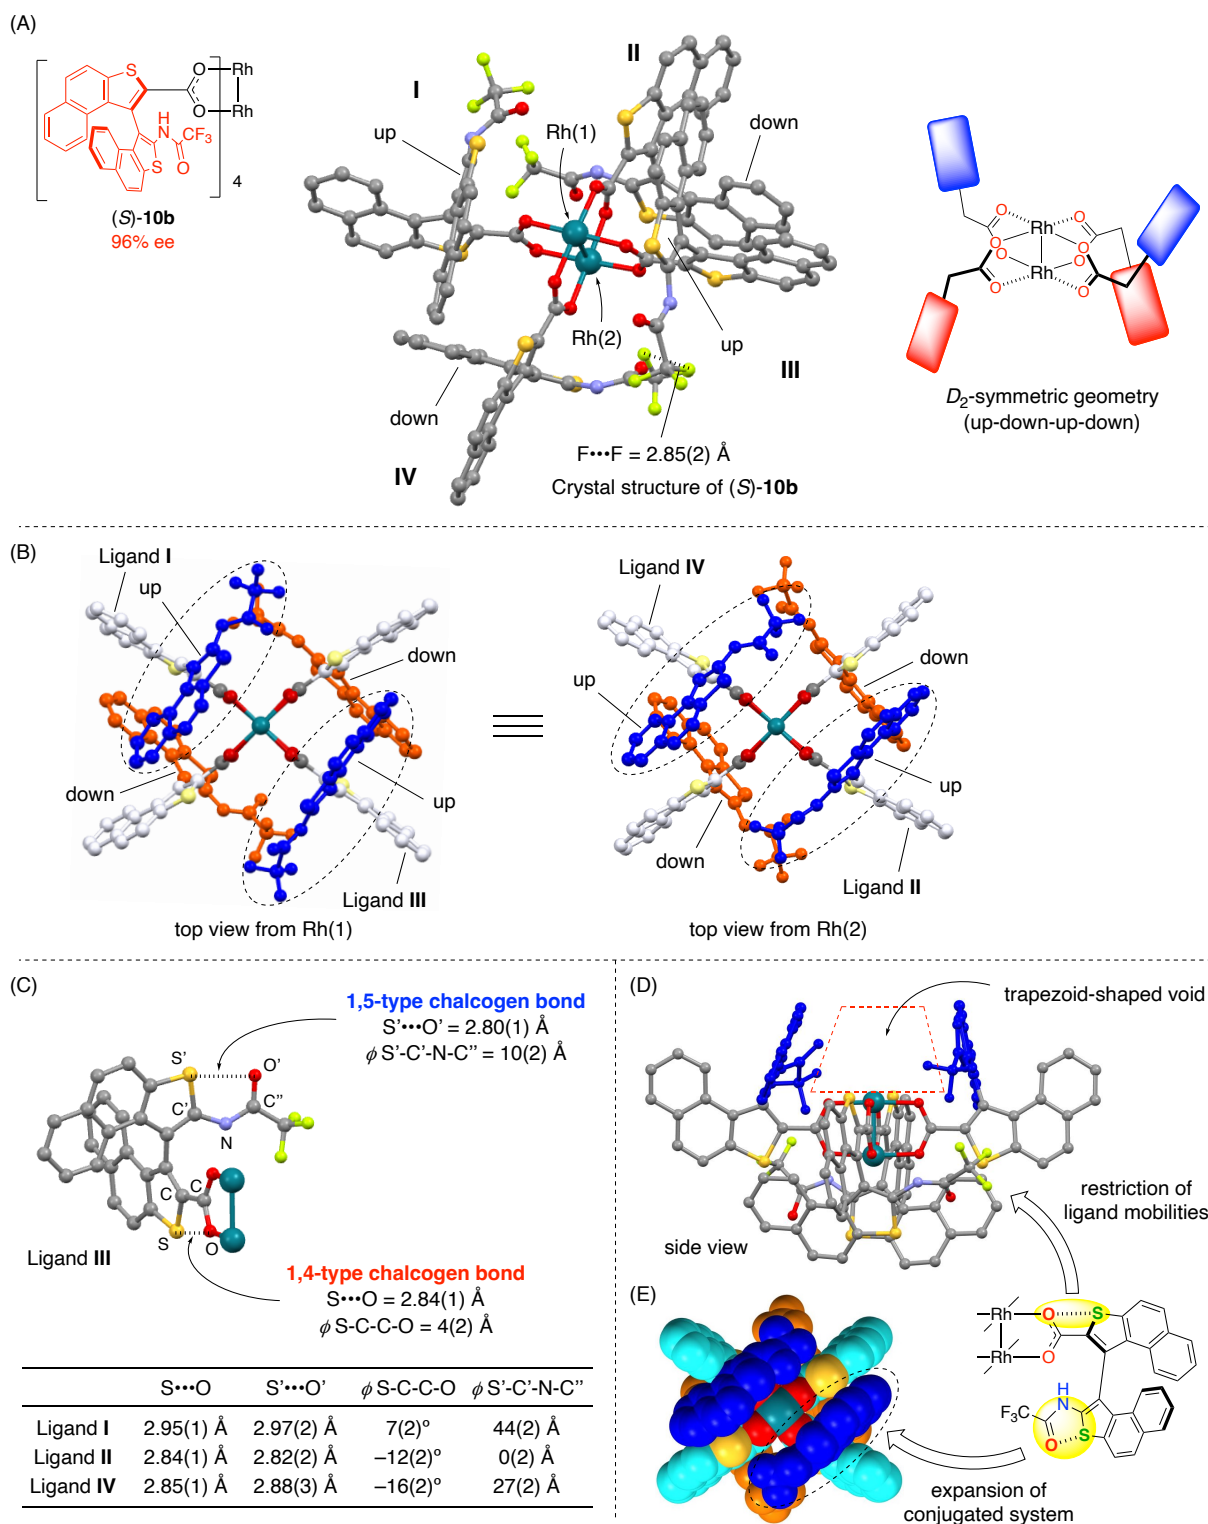 (A)
S
O
O
Rh
Rh
H
N
CF3
O
S
4
(S)-10b
96% ee
I
II
up
Rh(1)
down
Rh(2)
up
III
down
IV
F•••F = 2.85(2) Å
Crystal structure of (S)-10b
O
O
O
O
Rh
Rh
O
O
O
O
D2-symmetric geometry
(up-down-up-down)
(B)
Ligand I
up
down
down
up
Ligand III
top view from Rh(1)
Ligand IV
up
down
down
up
Ligand II
top view from Rh(2)
(C)
1,5-type chalcogen bond
S'•••O' = 2.80(1) Å
ϕ S'-C'-N-C'' = 10(2) Å
S'
O'
C'
C''
N
C
C
S
O
Ligand III
1,4-type chalcogen bond
S•••O = 2.84(1) Å
ϕ S-C-C-O = 4(2) Å
S•••O S'•••O' ϕ S-C-C-O ϕ S'-C'-N-C''
Ligand I 2.95(1) Å 2.97(2) Å 7(2)º 44(2) Å
Ligand II 2.84(1) Å 2.82(2) Å –12(2)º 0(2) Å
Ligand IV 2.85(1) Å 2.88(3) Å –16(2)º 27(2) Å
(D)
trapezoid-shaped void
side view
restriction of
ligand mobilities
(E)
Rh
O
S
Rh
O
H
N
F3C
O
S
expansion of
conjugated system